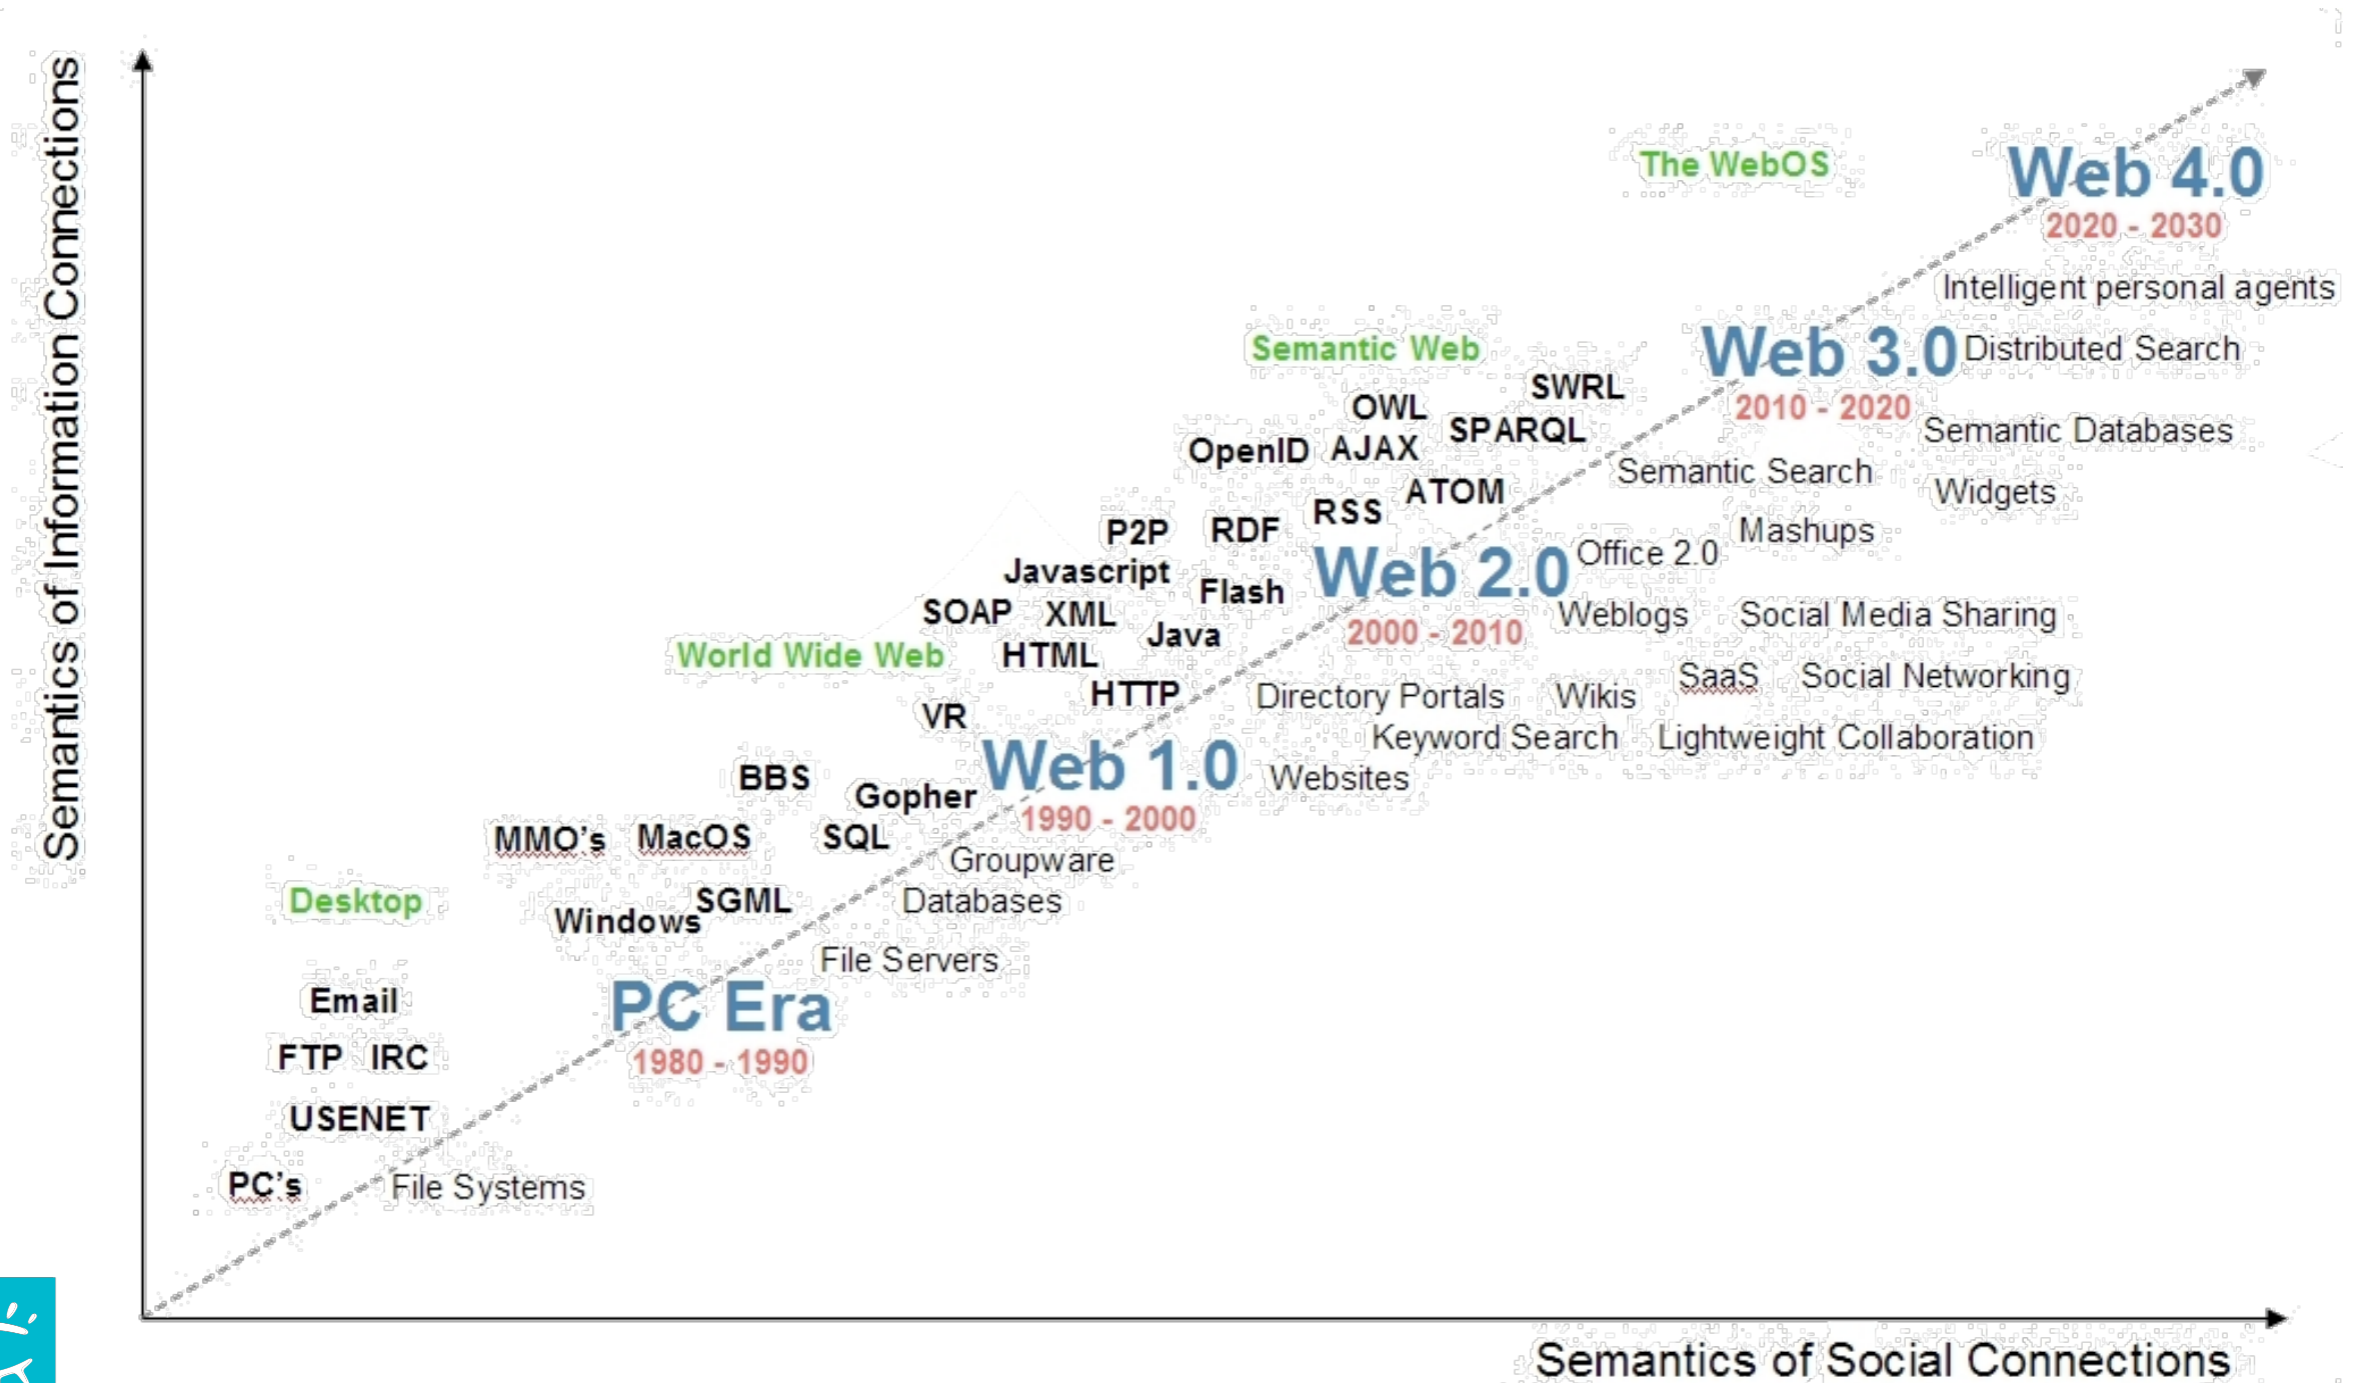 Semantics of Information Connections
The WebOS
Web 4.0
2020 - 2030
Intelligent personal agents
Semantic Web
Web 3.0
Distributed Search
SWRL
OWL
2010 - 2020
SPARQL
Semantic Databases
OpenID
AJAX
Semantic Search
ATOM
Widgets
RSS
P2P
RDF
Mashups
Office 2.0
Javascript
Web 2.0
Flash
SOAP
XML
Weblogs
Social Media Sharing
Java
2000 - 2010
World Wide Web
HTML
SaaS
Social Networking
HTTP
Directory Portals
Wikis
VR
Keyword Search
Lightweight Collaboration
Web 1.0
BBS
Websites
Gopher
1990 - 2000
MMO's
MacOS
SQL
Groupware
Desktop
SGML
Databases
Windows
File Servers
Email
PC Era
FTP
IRC
1980 - 1990
USENET
PC's
File Systems
Semantics of Social Connections